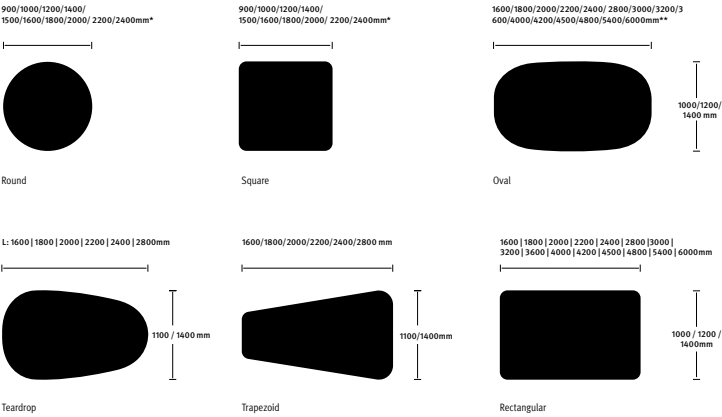 900/1000/1200/1400/
1500/1600/1800/2000/ 2200/2400mm*
Round
900/1000/1200/1400/
1500/1600/1800/2000/ 2200/2400mm*
Square
1600/1800/2000/2200/2400/ 2800/3000/3200/3
600/4000/4200/4500/4800/5400/6000mm**
1000/1200/
1400 mm
Oval
L: 1600 | 1800 | 2000 | 2200 | 2400 | 2800mm
1100 / 1400 mm
Teardrop
1600/1800/2000/2200/2400/2800 mm
1100/1400mm
Trapezoid
1600 | 1800 | 2000 | 2200 | 2400 | 2800 |3000 |
3200 | 3600 | 4000 | 4200 | 4500 | 4800 | 5400 | 6000mm
1000 / 1200 /
1400mm
Rectangular